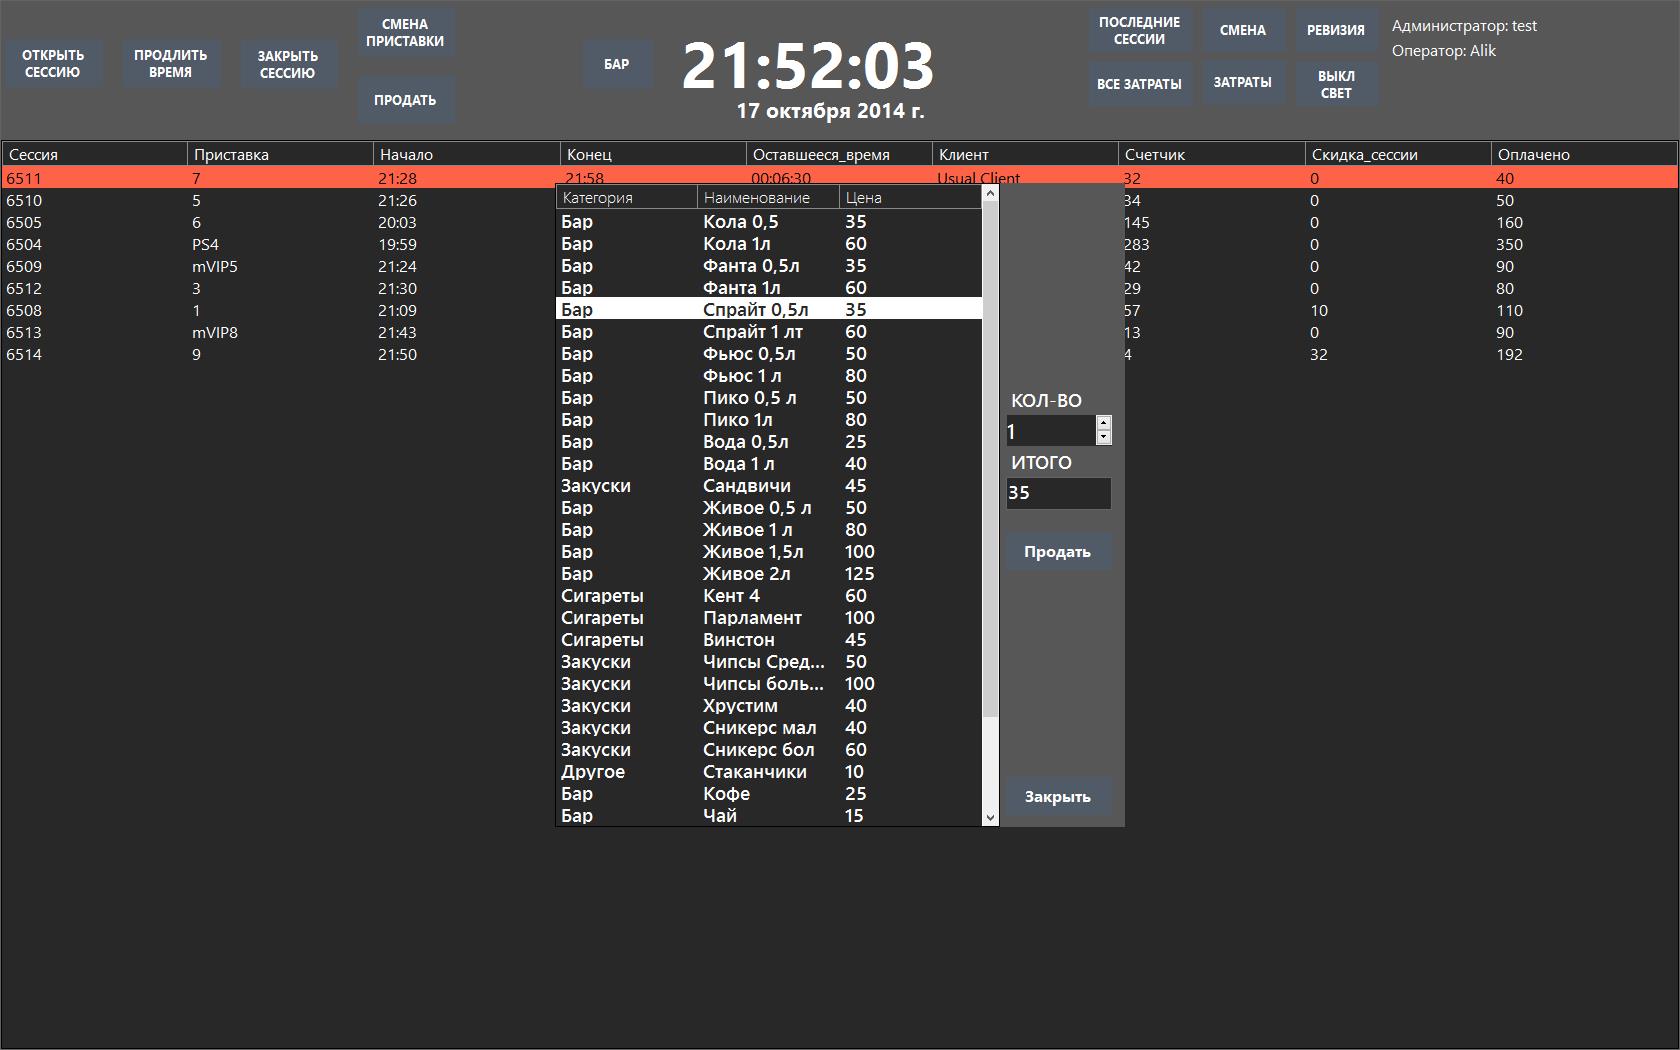 ОТКРЫТЬ
СЕССИЮ
ПРОДЛИТЬ
ВРЕМЯ
ЗАКРЫТЬ
СЕССИЮ
СМЕНА
ПРИСТАВКИ
ПРОДАТЬ
БАР
21:52:03
17 октября 2014 г.
ПОСЛЕДНИЕ
СЕССИИ
СМЕНА
РЕВИЗИЯ
ВСЕ ЗАТРАТЫ
ЗАТРАТЫ
ВЫКЛ
СВЕТ
Администратор: test
Оператор: Alik
Сессия Приставка Начало Конец Оставшееся_время Клиент Счетчик Скидка_сессии Оплачено
6511 7 21:28 21:58 00:06:30 Usual Client 32 0 40
6510 5 21:26 34 0 50
6505 6 20:03 145 0 160
6504 PS4 19:59 283 0 350
6509 mVIP5 21:24 42 0 90
6512 3 21:30 29 0 80
6508 1 21:09 57 10 110
6513 mVIP8 21:43 13 0 90
6514 9 21:50 4 32 192
Категория Наименование Цена
Бар Кола 0,5 35
Бар Кола 1л 60
Бар Фанта 0,5л 35
Бар Фанта 1л 60
Бар Спрайт 0,5л 35
Бар Спрайт 1 лт 60
Бар Фьюс 0,5л 50
Бар Фьюс 1 л 80
Бар Пико 0,5 л 50
Бар Пико 1л 80
Бар Вода 0,5л 25
Бар Вода 1 л 40
Закуски Сандвичи 45
Бар Живое 0,5 л 50
Бар Живое 1 л 80
Бар Живое 1,5л 100
Бар Живое 2л 125
Сигареты Кент 4 60
Сигареты Парламент 100
Сигареты Винстон 45
Закуски Чипсы Сред... 50
Закуски Чипсы боль... 100
Закуски Хрустим 40
Закуски Сникерс мал 40
Закуски Сникерс бол 60
Другое Стаканчики 10
Бар Кофе 25
Бар Чай 15
КОЛ-ВО
1
ИТОГО
35
Продать
Закрыть